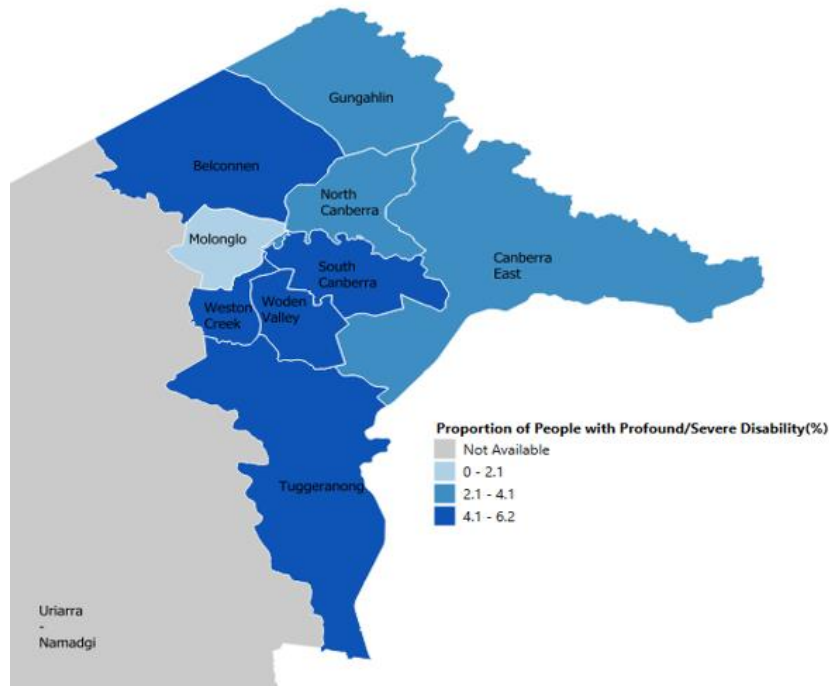 Gungahlin
Belconnen
North
Canberra
Molonglo
Canberra
East
South
Canberra
Weston
Creek
Woden
Valley
Proportion of People with Profound/Severe Disability(%)
Not Available
0 - 2.1
2.1 - 4.1
4.1 - 6.2
Tuggeranong
Uriarra
-
Namadgi